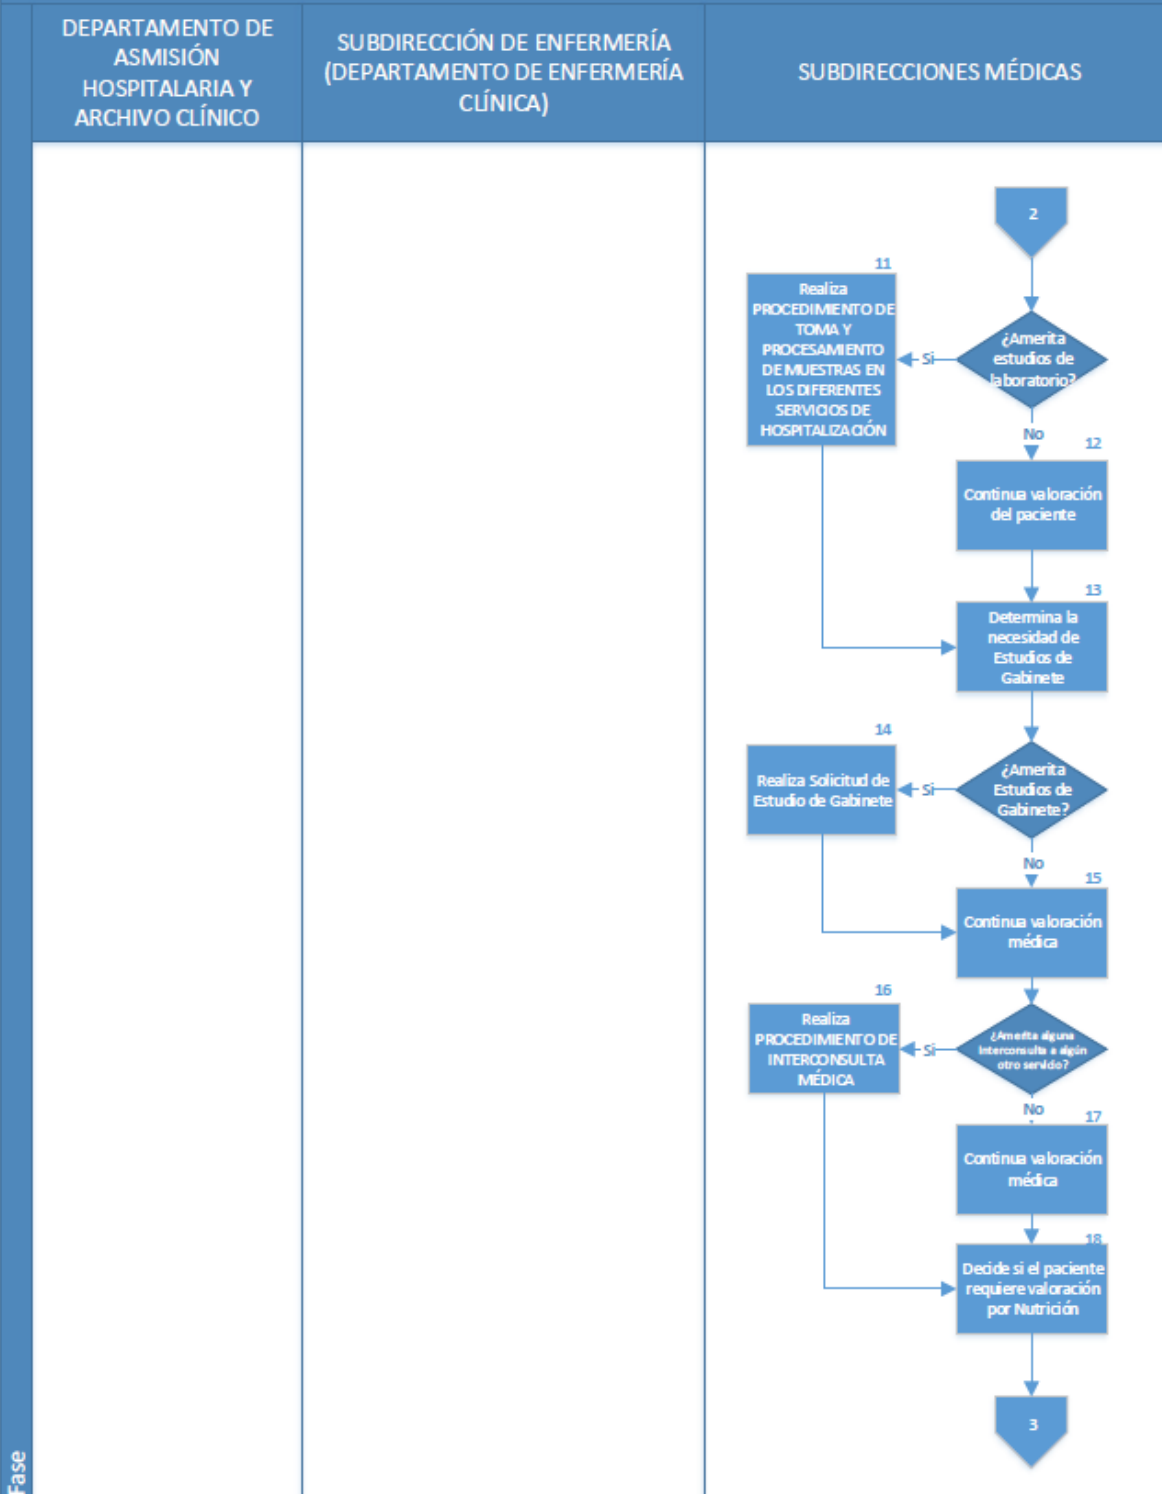 DEPARTAMENTO DE
ASMISIÓN
HOSPITALARIA Y
ARCHIVO CLÍNICO
SUBDIRECCIÓN DE ENFERMERÍA
(DEPARTAMENTO DE ENFERMERÍA
CLÍNICA)
SUBDIRECCIONES MÉDICAS
2
11
Realiza
PROCEDIMIENTO DE
TOMA Y
PROCESAMIENTO
DE MUESTRAS EN
LOS DIFERENTES
SERVICIOS DE
HOSPITALIZACIÓN
Si
¿Amerita
estudios de
laboratorio?
No
12
Continua valoración
del paciente
13
Determina la
necesidad de
Estudios de
Gabinete
14
Realiza Solicitud de
Estudio de Gabinete
Si
¿Amerita
Estudios de
Gabinete?
No
15
Continua valoración
médica
16
Realiza
PROCEDIMIENTO DE
INTERCONSULTA
MÉDICA
Si
¿Amerita alguna
Interconsulta a algún
otro servicio?
No
17
Continua valoración
médica
18
Decide si el paciente
requiere valoración
por Nutrición
3
Fase